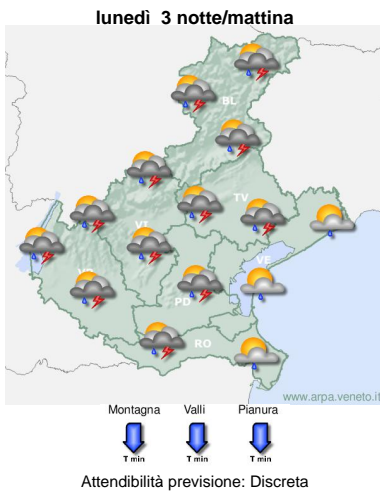 lunedì 3 notte/mattina
BL
TV
VI
VE
PD
RO
www.arpa.veneto.it
Montagna Valli Pianura
T min T min T min
Attendibilità previsione: Discreta